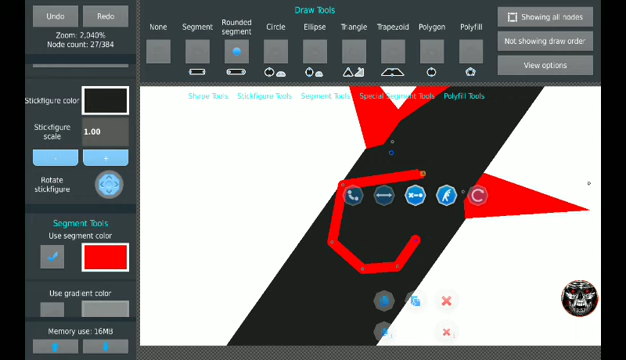 Undo Redo
Zoom: 2,040%
Node count: 27/384
Stickfigure color
Stickfigure scale
1.00
- +
Rotate stickfigure
Segment Tools
Use segment color
Use gradient color
Memory use: 16MB
Draw Tools
None Segment Rounded segment Circle Ellipse Triangle Trapezoid Polygon Polyfill
Showing all nodes
Not showing draw order
View options
Shape Tools Stickfigure Tools Segment Tools Special Segment Tools Polyfill Tools